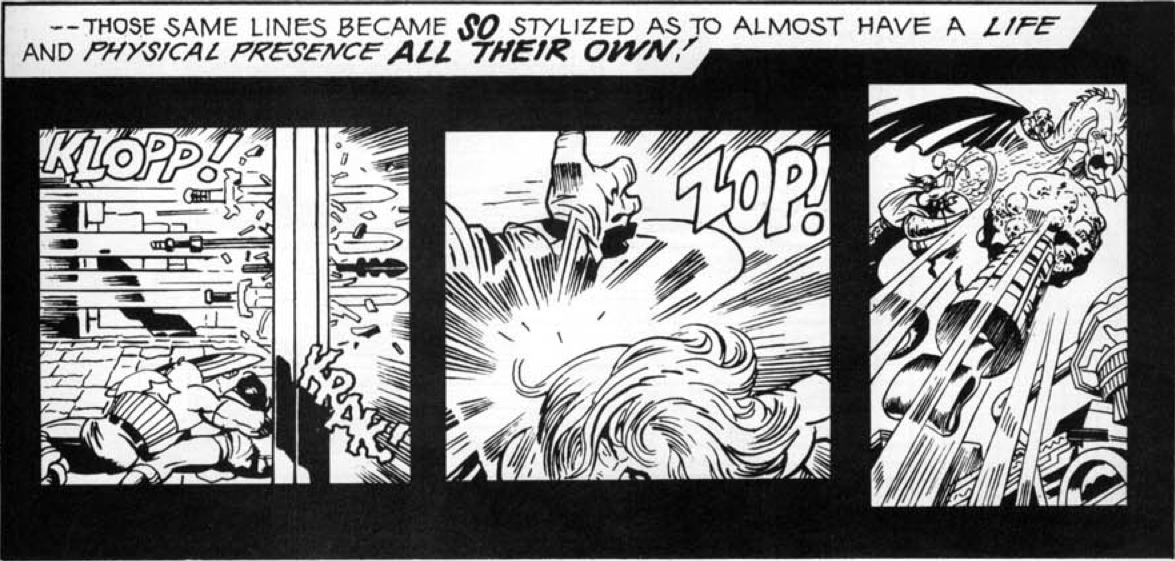 -- THOSE SAME LINES BECAME SO STYLIZED AS TO ALMOST HAVE A LIFE
AND PHYSICAL PRESENCE ALL THEIR OWN!
KLOPP!
KRAK!
ZOP!